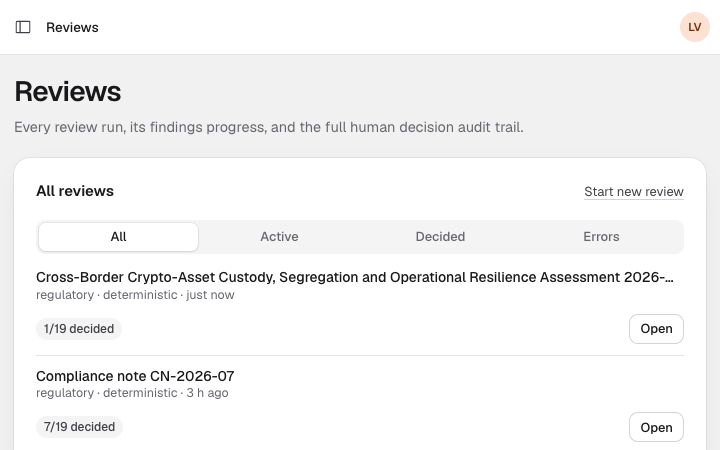 Reviews
LV
Reviews
Every review run, its findings progress, and the full human decision audit trail.
All reviews
Start new review
All
Active
Decided
Errors
Cross-Border Crypto-Asset Custody, Segregation and Operational Resilience Assessment 2026-...
regulatory · deterministic · just now
1/19 decided
Open
Compliance note CN-2026-07
regulatory · deterministic · 3 h ago
7/19 decided
Open